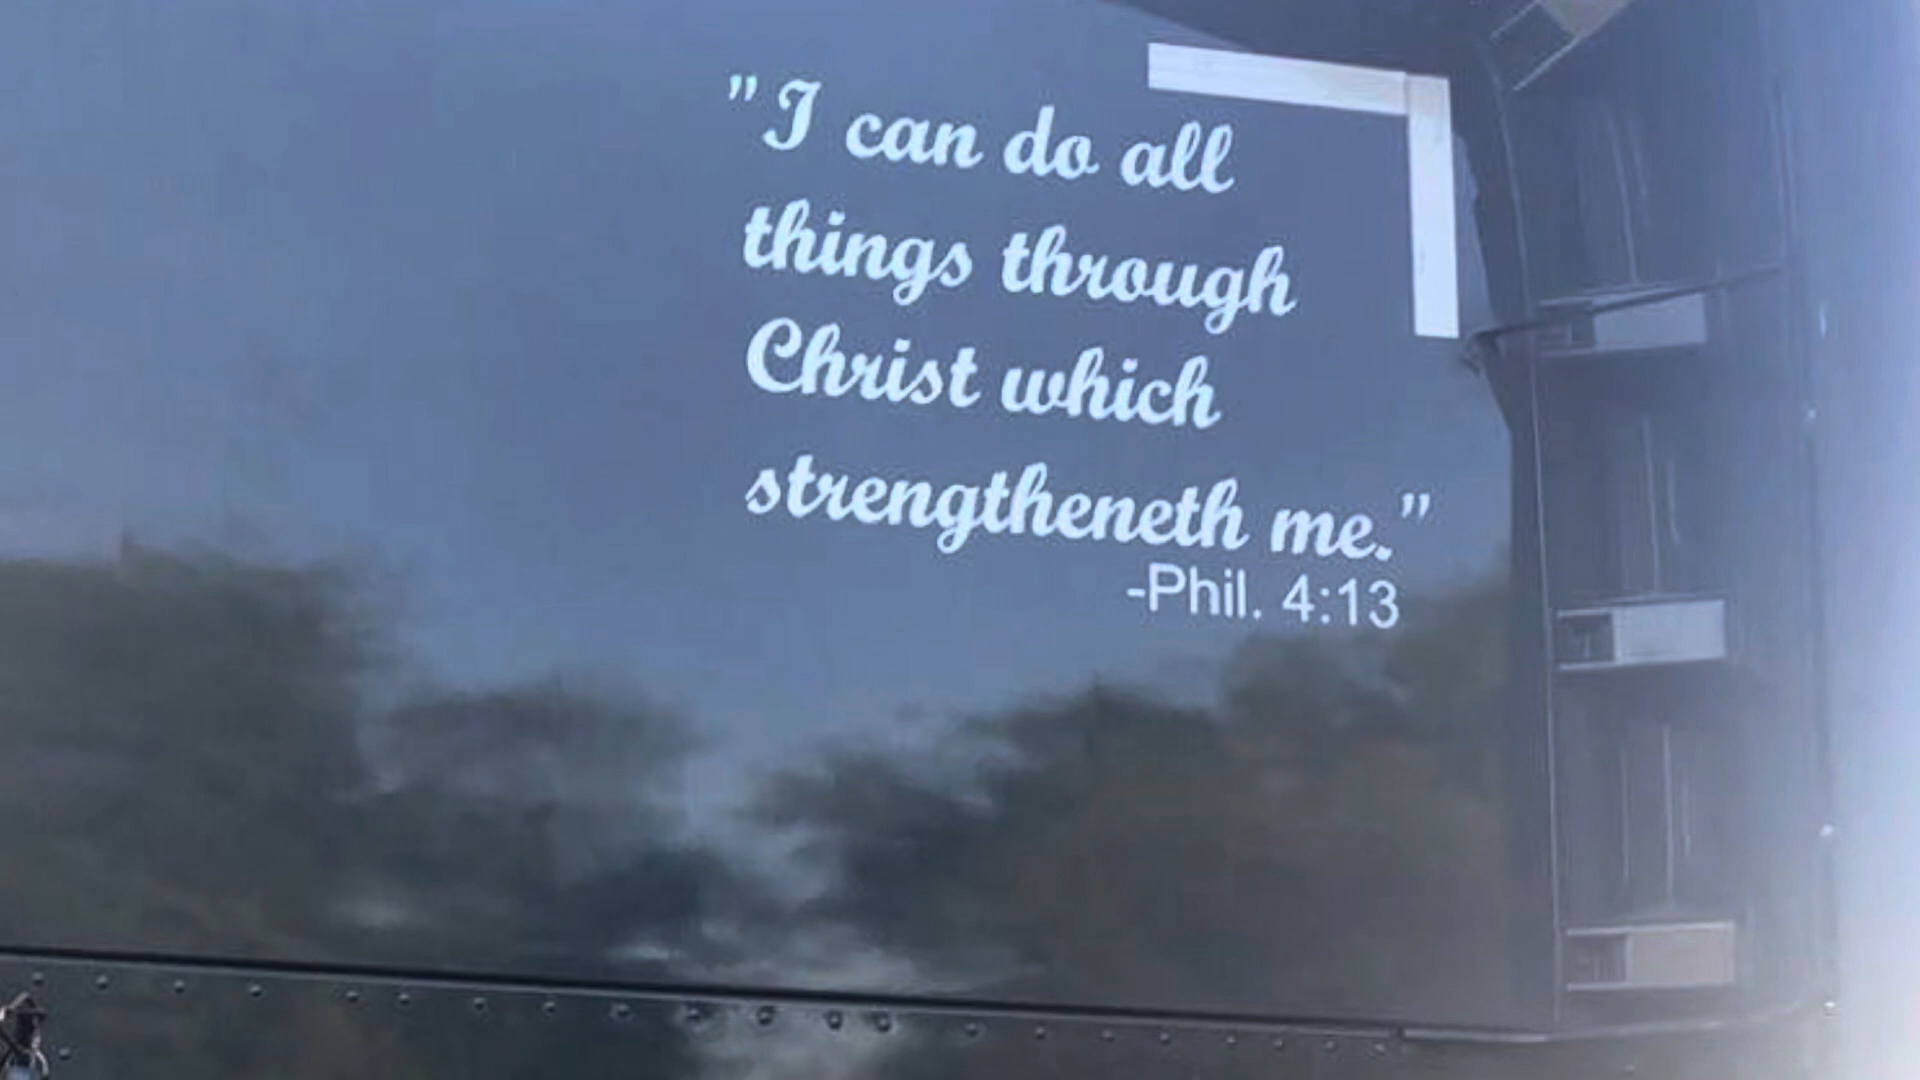 "I can do all
things through
Christ which
strengtheneth me."
-Phil. 4:13